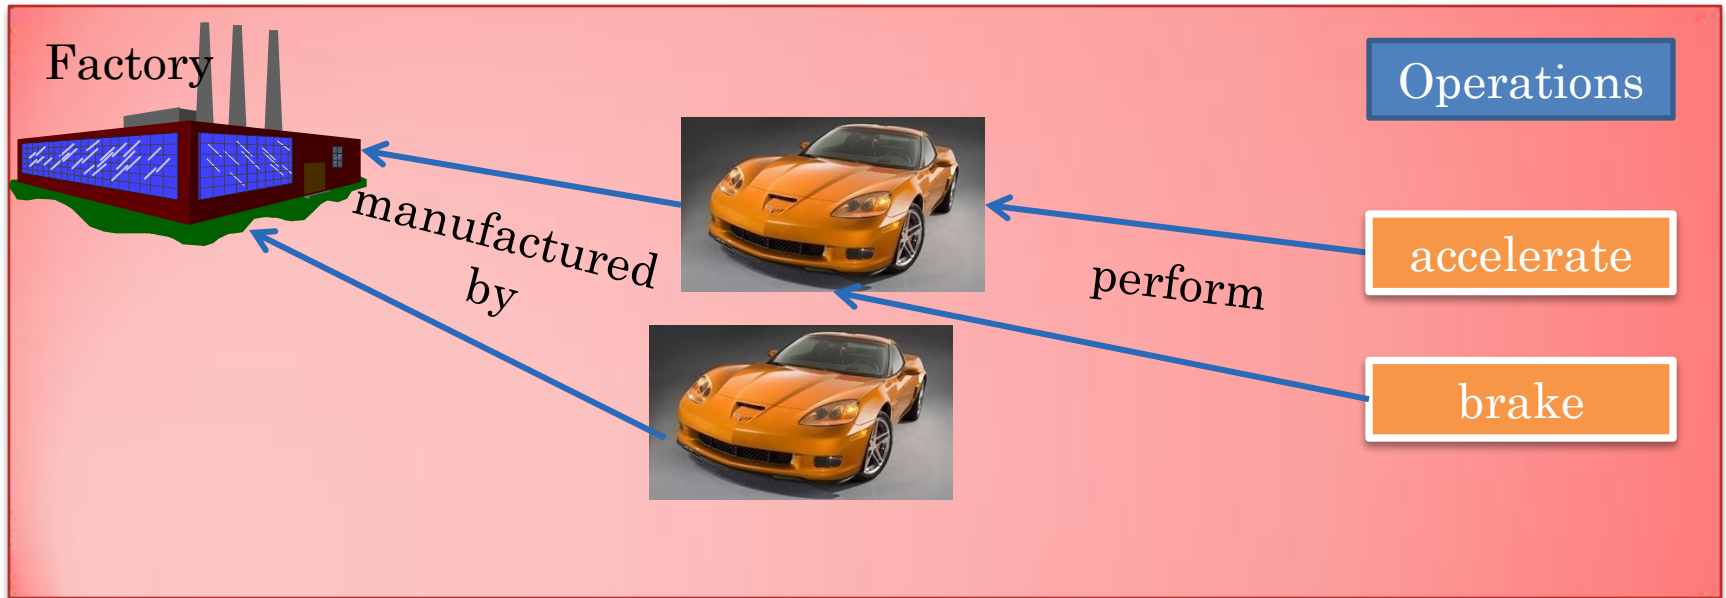 Factory
Operations
manufactured
by
perform
accelerate
brake